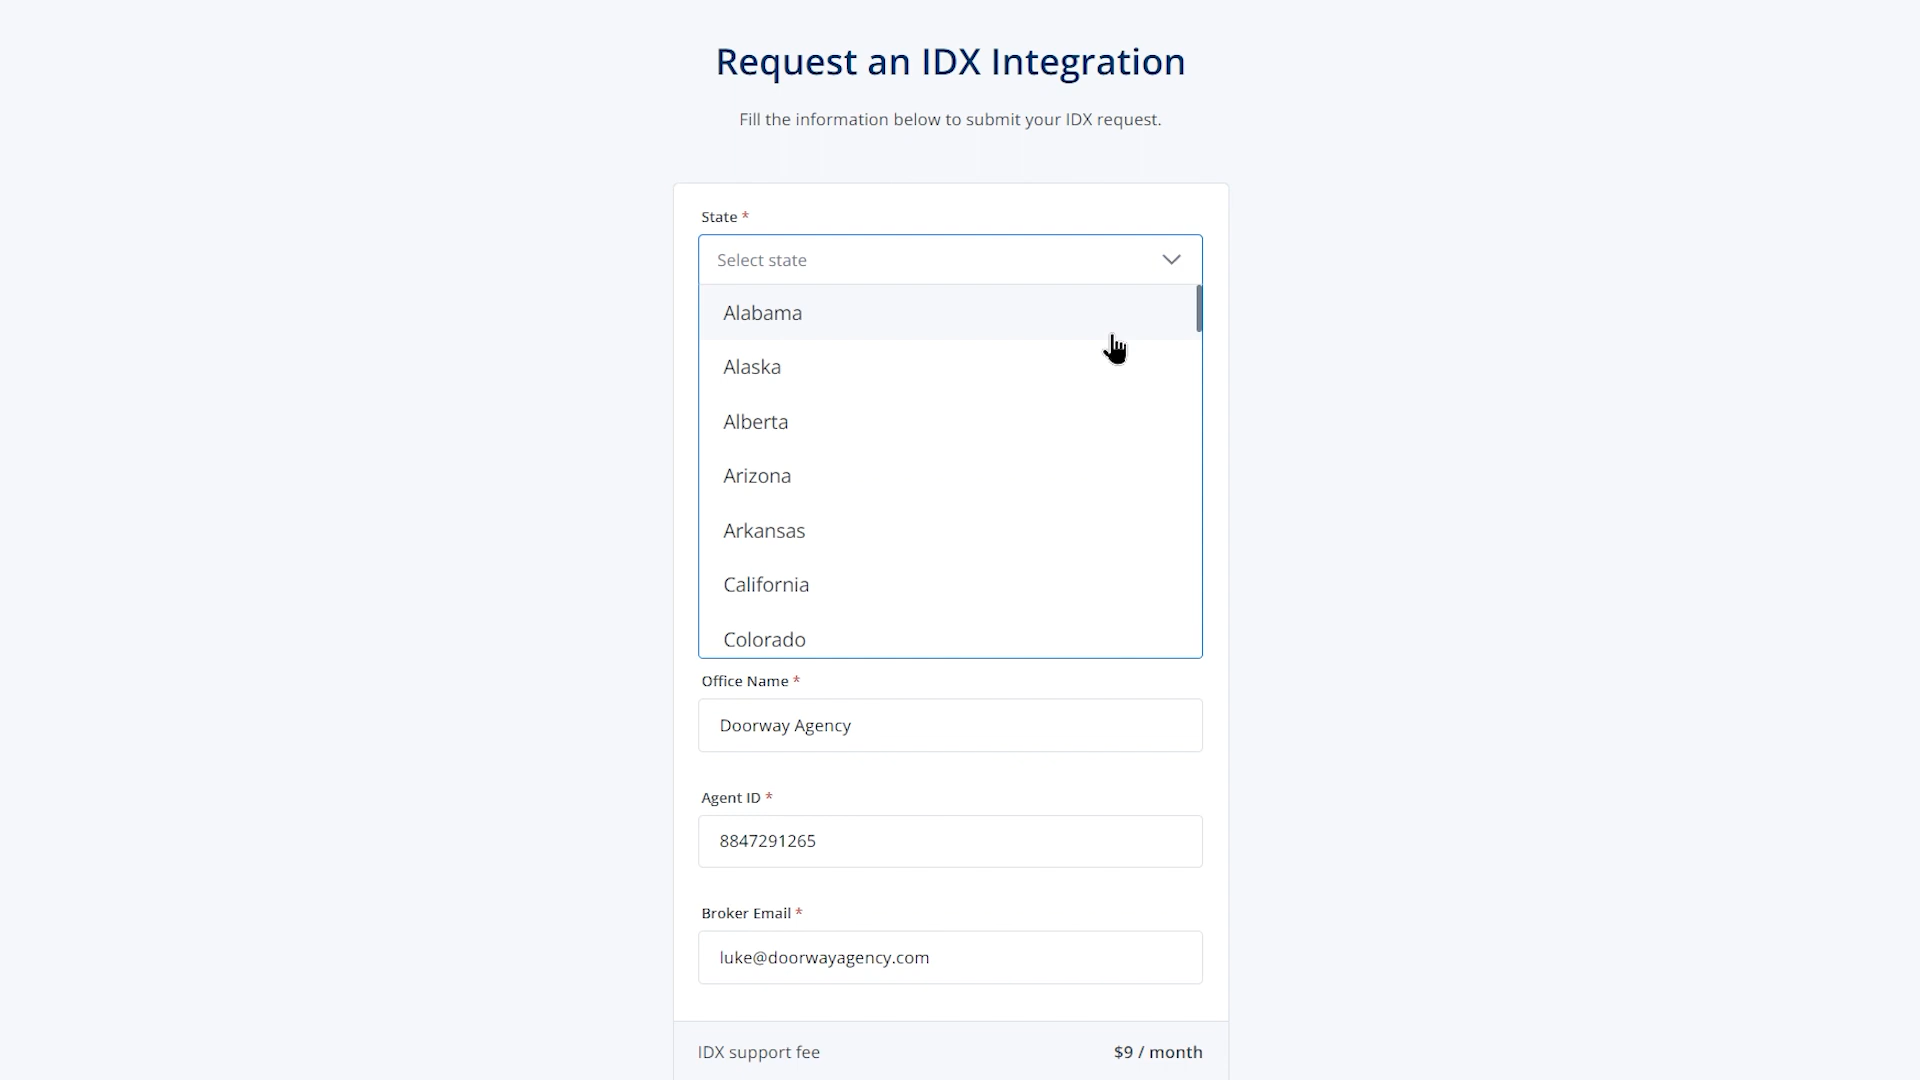 Request an IDX Integration
Fill the information below to submit your IDX request.
State *
Select state
Alabama
Alaska
Alberta
Arizona
Arkansas
California
Colorado
Office Name *
Doorway Agency
Agent ID *
8847291265
Broker Email *
luke@doorwayagency.com
IDX support fee $9 / month